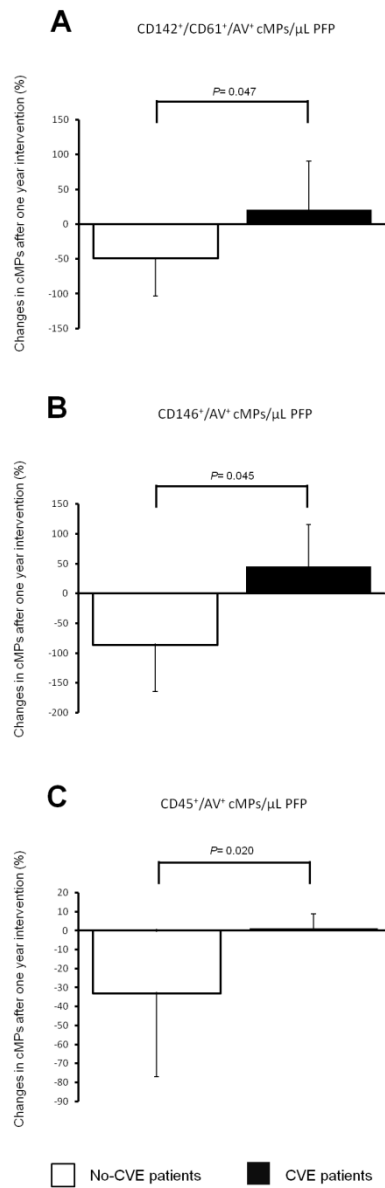 A
CD142⁺/CD61⁺/AV⁺ cMPs/µL PFP
P= 0.047
Changes in cMPs after one year intervention (%)
150
100
50
0
-50
-100
-150
B
CD146⁺/AV⁺ cMPs/µL PFP
P= 0.045
Changes in cMPs after one year intervention (%)
150
100
50
0
-50
-100
-150
-200
C
CD45⁺/AV⁺ cMPs/µL PFP
P= 0.020
Changes in cMPs after one year intervention (%)
20
10
0
-10
-20
-30
-40
-50
-60
-70
-80
-90
No-CVE patients CVE patients